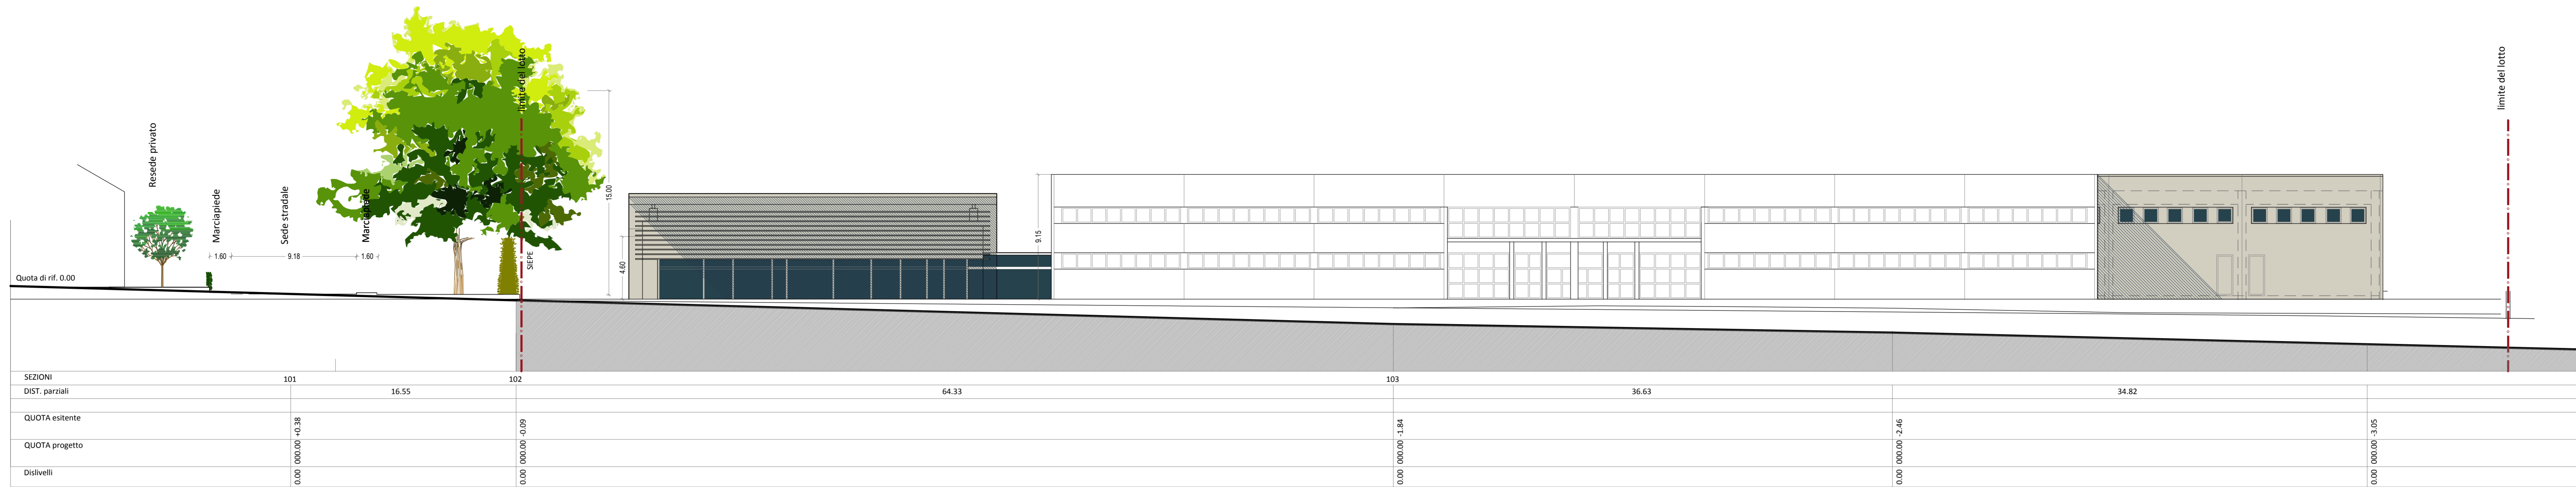 limite del lotto
limite del lotto
Resede privato
Marciapiede
Sede stradale
Marciapiede
15.00
9.15
4.60
1.60
9.18
1.60
SIEPE
Quota di rif. 0.00
SEZIONI 101 102 103
DIST. parziali 16.55 64.33 36.63 34.82
QUOTA esitente +0.38 -0.09 -1.84 -2.46 -3.05
QUOTA progetto 000.00 000.00 000.00 000.00 000.00
Dislivelli 0.00 0.00 0.00 0.00 0.00